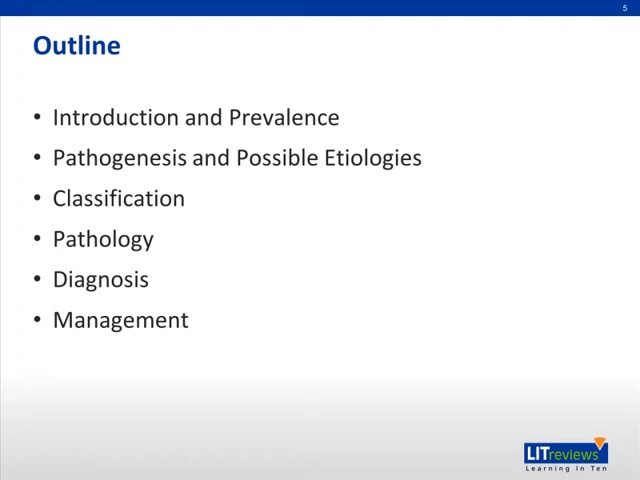 5
Outline
• Introduction and Prevalence
• Pathogenesis and Possible Etiologies
• Classification
• Pathology
• Diagnosis
• Management
LITreviews
Learning In Ten